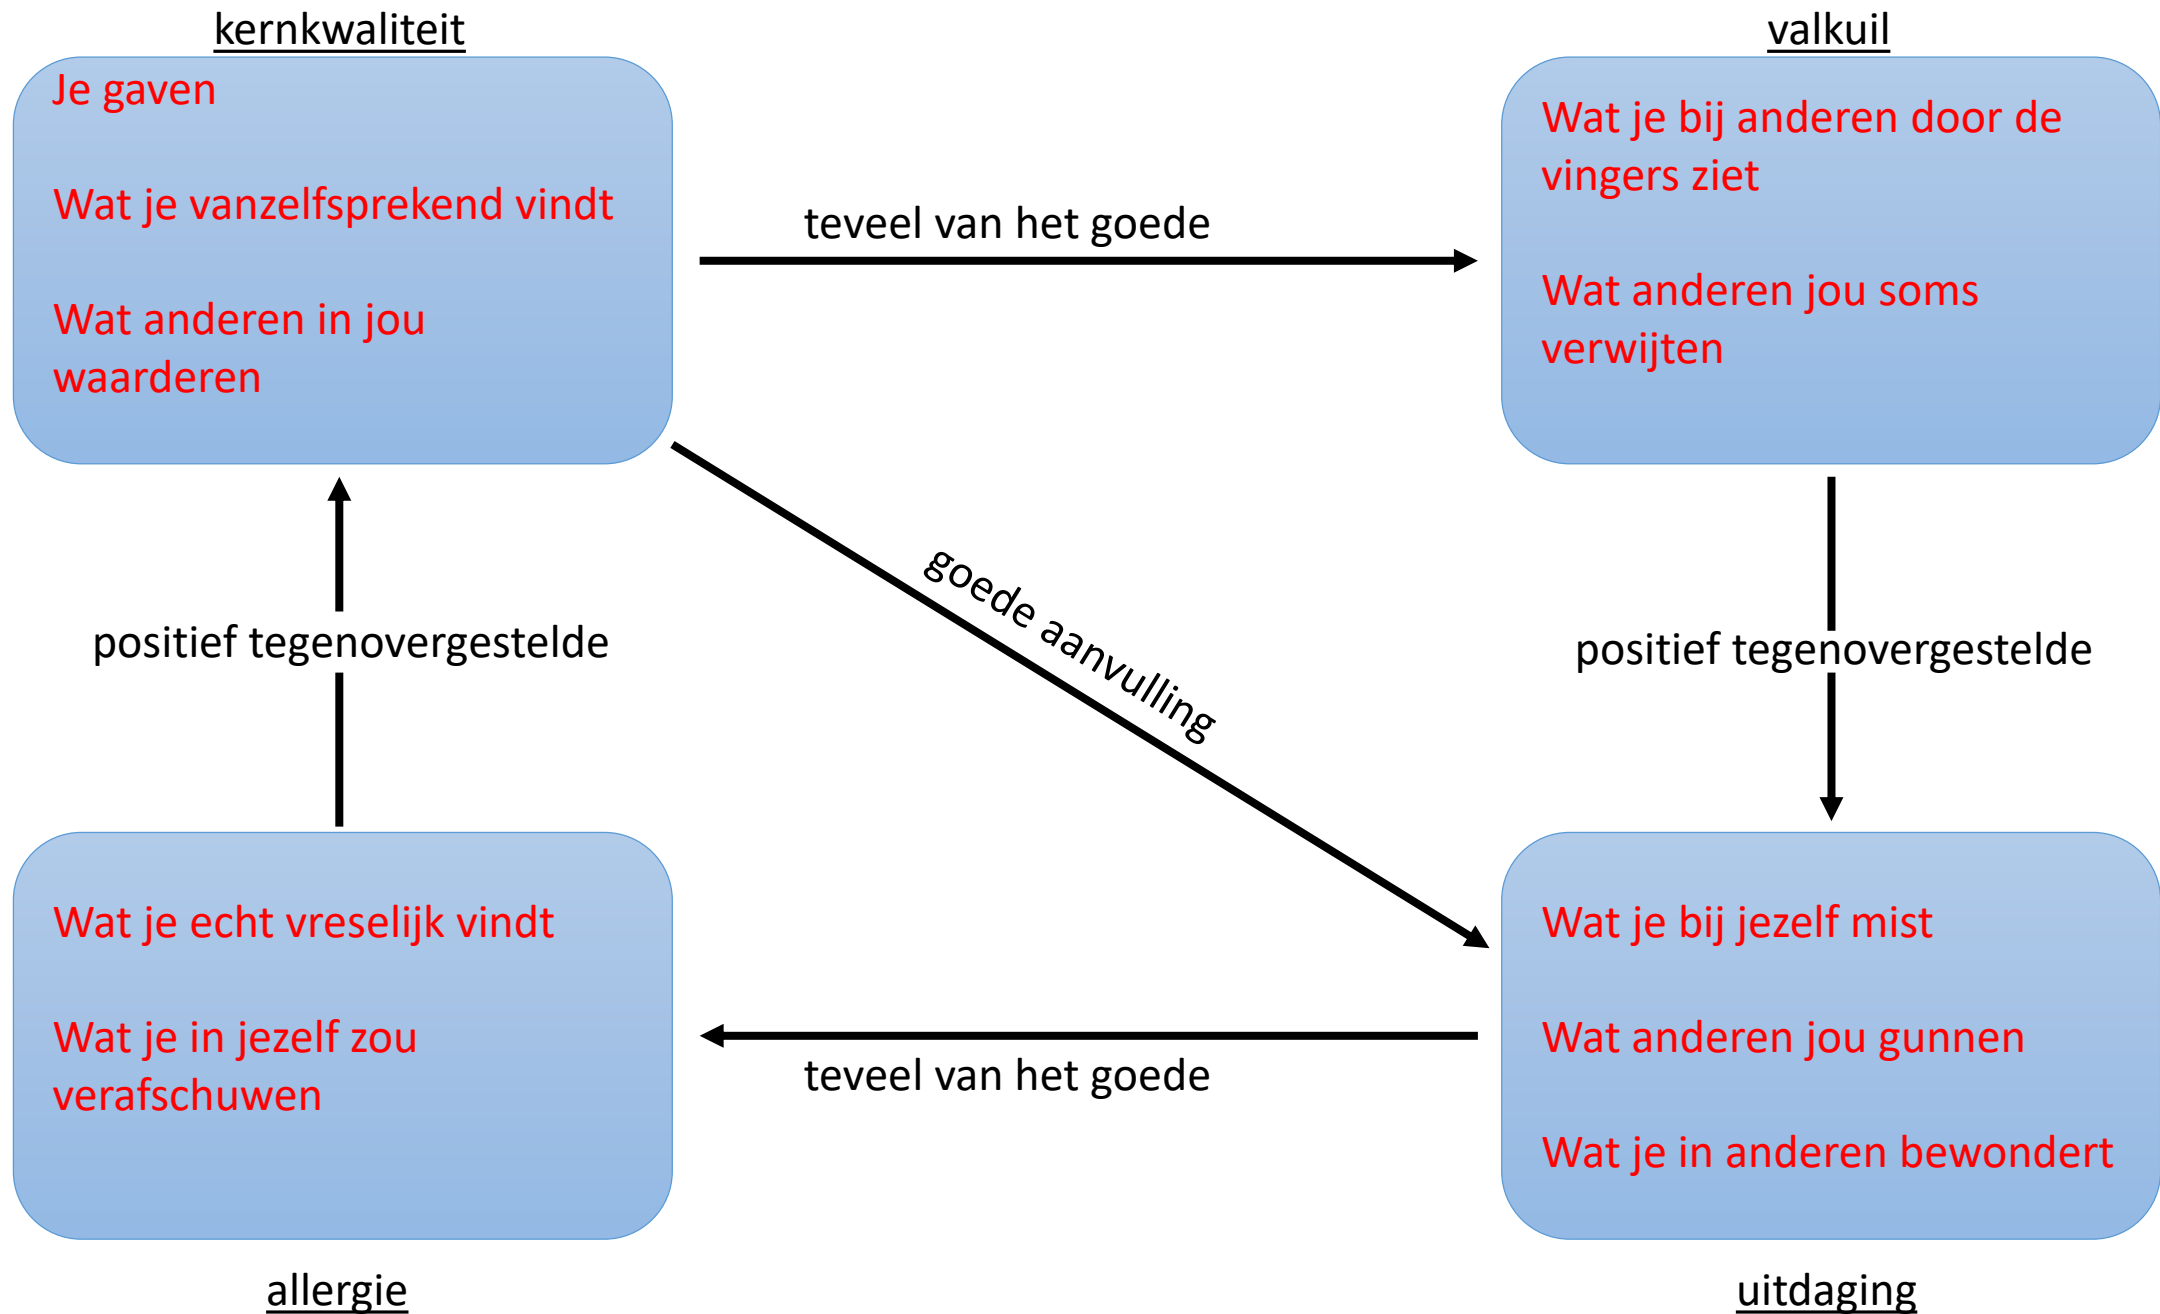 kernkwaliteit
Je gaven
Wat je vanzelfsprekend vindt
Wat anderen in jou
waarderen
teveel van het goede
valkuil
Wat je bij anderen door de
vingers ziet
Wat anderen jou soms
verwijten
positief tegenovergestelde
goede aanvulling
positief tegenovergestelde
Wat je echt vreselijk vindt
Wat je in jezelf zou
verafschuwen
allergie
teveel van het goede
Wat je bij jezelf mist
Wat anderen jou gunnen
Wat je in anderen bewondert
uitdaging